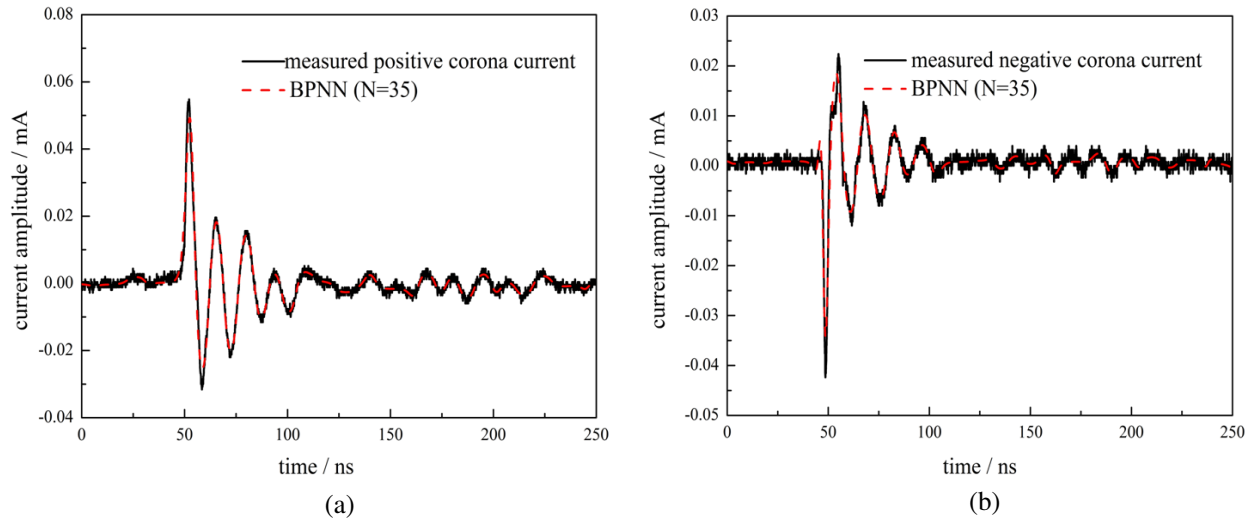 0.08
0.06
0.04
0.02
0.00
-0.02
-0.04
current amplitude / mA
measured positive corona current
BPNN (N=35)
0
50
100
150
200
250
time / ns
(a)
0.03
0.02
0.01
0.00
-0.01
-0.02
-0.03
-0.04
-0.05
current amplitude / mA
measured negative corona current
BPNN (N=35)
0
50
100
150
200
250
time / ns
(b)